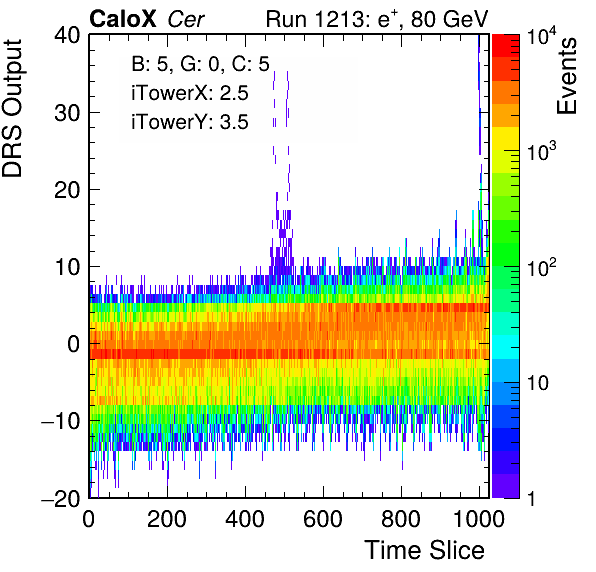 CaloX Cer Run 1213: e+, 80 GeV
DRS Output
Events
B: 5, G: 0, C: 5
iTowerX: 2.5
iTowerY: 3.5
40
30
20
10
0
−10
−20
0 200 400 600 800 1000
Time Slice
10^4
10^3
10^2
10
1